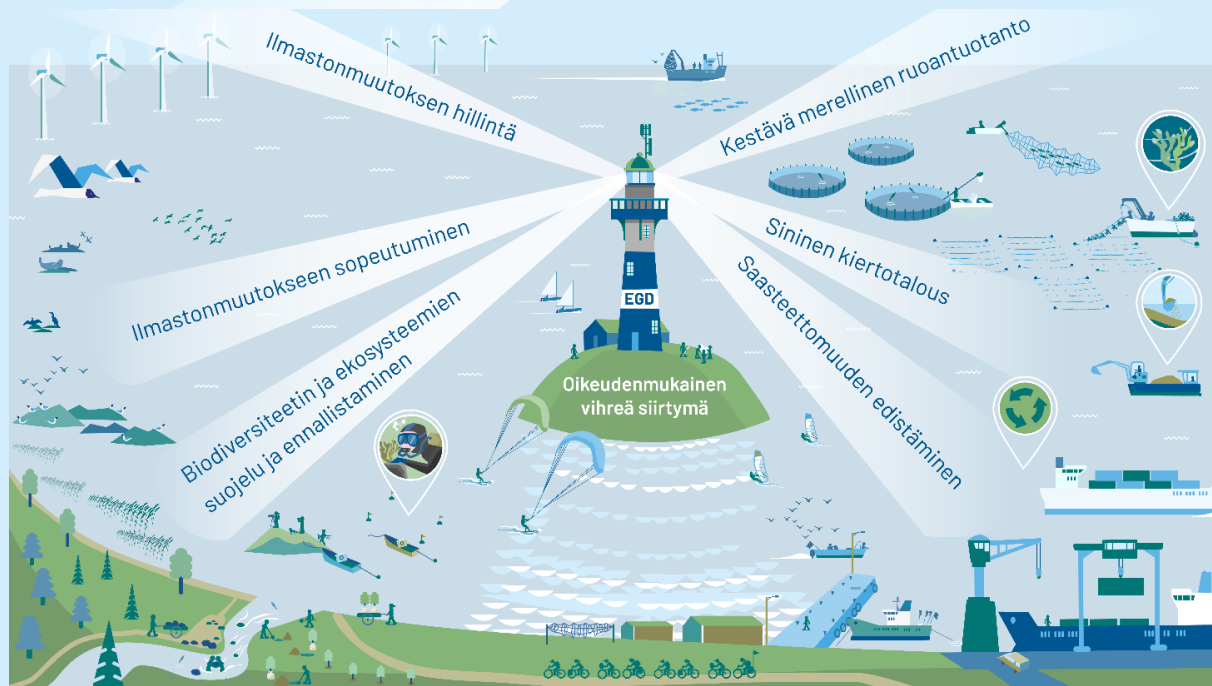 Ilmastonmuutoksen hillintä
Kestävä merellinen ruoantuotanto
Ilmastonmuutokseen sopeutuminen
Sininen kiertotalous
Biodiversiteetin ja ekosysteemien
suojelu ja ennallistaminen
Saasteettomuuden edistäminen
EGD
Oikeudenmukainen
vihreä siirtymä